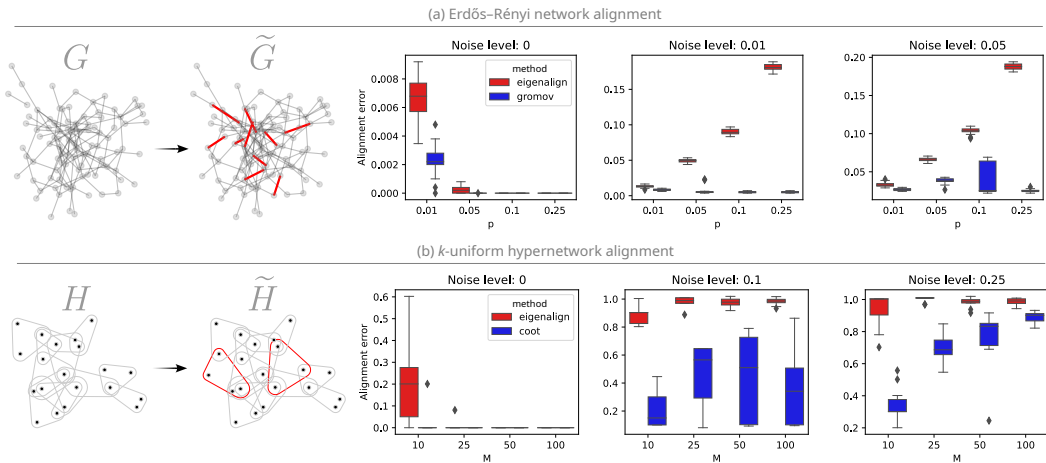 (a) Erdős–Rényi network alignment
G
G̃
Noise level: 0
Noise level: 0.01
Noise level: 0.05
method
eigenalign
gromov
Alignment error
0.008
0.006
0.004
0.002
0.000
0.01
0.05
0.1
0.25
p
0.15
0.10
0.05
0.00
0.01
0.05
0.1
0.25
p
0.20
0.15
0.10
0.05
0.01
0.05
0.1
0.25
p
(b) k-uniform hypernetwork alignment
H
H̃
Noise level: 0
Noise level: 0.1
Noise level: 0.25
method
eigenalign
coot
Alignment error
0.6
0.5
0.4
0.3
0.2
0.1
0.0
10
25
50
100
M
1.0
0.8
0.6
0.4
0.2
10
25
50
100
M
1.0
0.8
0.6
0.4
0.2
10
25
50
100
M